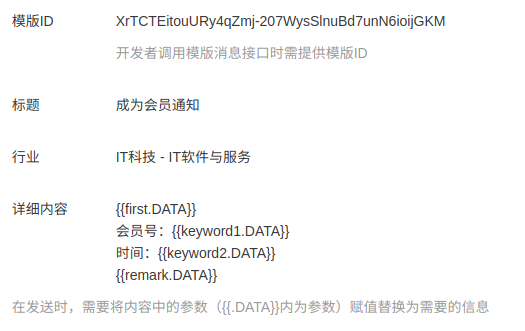 模版ID XrTCTEitouURy4qZmj-207WysSlnuBd7unN6ioijGKM
开发者调用模版消息接口时需提供模版ID
标题 成为会员通知
行业 IT科技 - IT软件与服务
详细内容 {{first.DATA}}
会员号：{{keyword1.DATA}}
时间：{{keyword2.DATA}}
{{remark.DATA}}
在发送时，需要将内容中的参数（{{.DATA}}内为参数）赋值替换为需要的信息